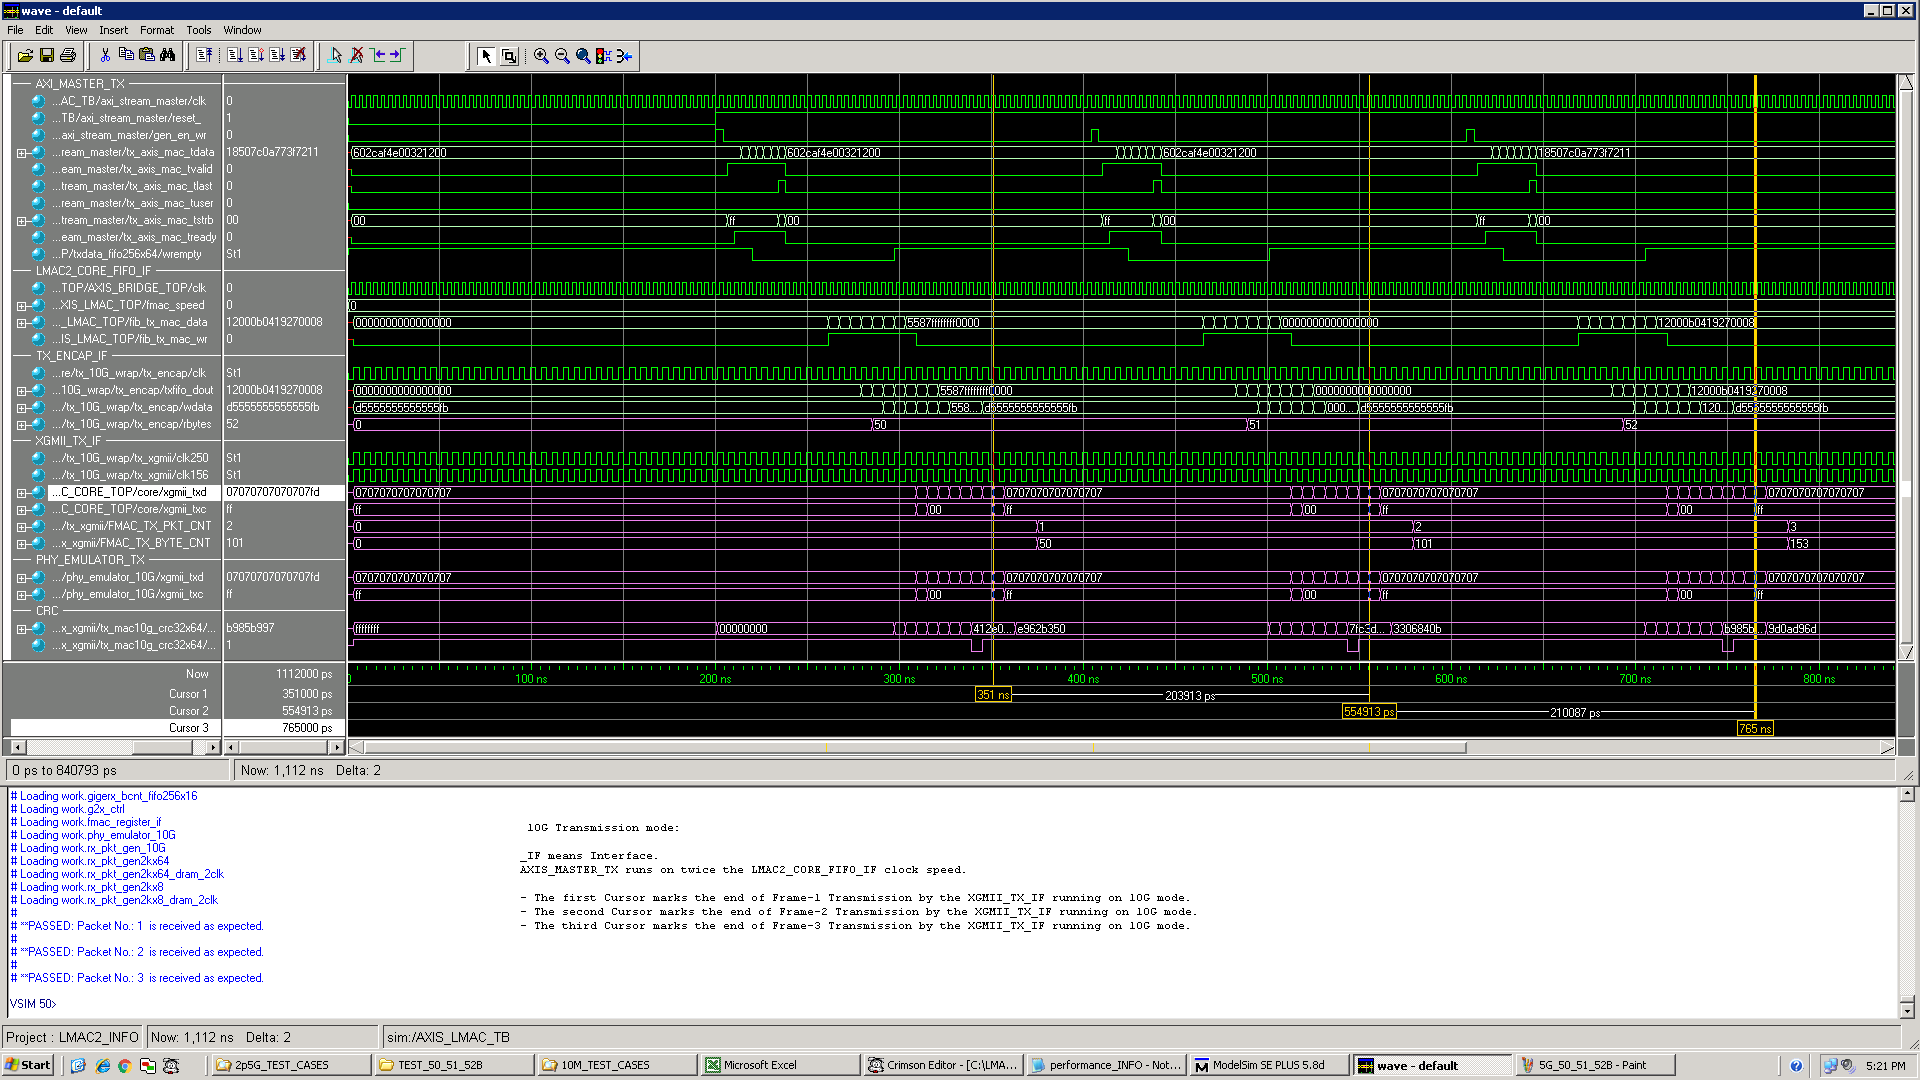 wave - default
File Edit View Insert Format Tools Window
AXI_MASTER_TX
...AC_TB/axi_stream_master/clk 0
...TB/axi_stream_master/reset_ 1
...axi_stream_master/gen_en_wr 0
...ream_master/tx_axis_mac_tdata 18507c0a773f7211 602caf4e00321200 602caf4e00321200 602caf4e00321200 18507c0a773f7211
...eam_master/tx_axis_mac_tvalid 0
...tream_master/tx_axis_mac_tlast 0
...ream_master/tx_axis_mac_tuser 0
...tream_master/tx_axis_mac_tstrb 00 00 ff 00 ff 00 ff 00
...eam_master/tx_axis_mac_tready 0
...P/txdata_fifo256x64/wrempty St1
LMAC2_CORE_FIFO_IF
...TOP/AXIS_BRIDGE_TOP/clk 0
...XIS_LMAC_TOP/fmac_speed 0 0
..._LMAC_TOP/fib_tx_mac_data 12000b0419270008 0000000000000000 5587ffffffff0000 0000000000000000 12000b0419270008
...IS_LMAC_TOP/fib_tx_mac_wr 0
TX_ENCAP_IF
...re/tx_10G_wrap/tx_encap/clk St1
...10G_wrap/tx_encap/txfifo_dout 12000b0419270008 0000000000000000 5587ffffffff0000 0000000000000000 12000b0419270008
.../tx_10G_wrap/tx_encap/wdata d5555555555555fb d5555555555555fb 558... d5555555555555fb 000... d5555555555555fb 120... d5555555555555fb
.../tx_10G_wrap/tx_encap/rbytes 52 0 50 51 52
XGMII_TX_IF
.../tx_10G_wrap/tx_xgmii/clk250 St1
.../tx_10G_wrap/tx_xgmii/clk156 St1
...C_CORE_TOP/core/xgmii_txd 07070707070707fd 0707070707070707 0707070707070707 0707070707070707 0707070707070707
...C_CORE_TOP/core/xgmii_txc ff ff 00 ff 00 ff 00 ff
.../tx_xgmii/FMAC_TX_PKT_CNT 2 0 1 2 3
...x_xgmii/FMAC_TX_BYTE_CNT 101 0 50 101 153
PHY_EMULATOR_TX
.../phy_emulator_10G/xgmii_txd 07070707070707fd 0707070707070707 0707070707070707 0707070707070707 0707070707070707
.../phy_emulator_10G/xgmii_txc ff ff 00 ff 00 ff 00 ff
CRC
...x_xgmii/tx_mac10g_crc32x64/... b985b997 ffffffff 00000000 412e0... e962b350 7fc3d... 3306840b b985b... 9d0ad96d
...x_xgmii/tx_mac10g_crc32x64/... 1
Now 1112000 ps 0 100 ns 200 ns 300 ns 400 ns 500 ns 600 ns 700 ns 800 ns
Cursor 1 351000 ps 351 ns 203913 ps
Cursor 2 554913 ps 554913 ps 210087 ps
Cursor 3 765000 ps 765 ns
0 ps to 840793 ps Now: 1,112 ns Delta: 2
# Loading work.gigerx_bcnt_fifo256x16
# Loading work.g2x_ctrl
# Loading work.fmac_register_if
# Loading work.phy_emulator_10G
# Loading work.rx_pkt_gen_10G
# Loading work.rx_pkt_gen2kx64
# Loading work.rx_pkt_gen2kx64_dram_2clk
# Loading work.rx_pkt_gen2kx8
# Loading work.rx_pkt_gen2kx8_dram_2clk
#
# **PASSED: Packet No.: 1 is received as expected.
#
# **PASSED: Packet No.: 2 is received as expected.
#
# **PASSED: Packet No.: 3 is received as expected.
VSIM 50>
10G Transmission mode:
_IF means Interface.
AXIS_MASTER_TX runs on twice the LMAC2_CORE_FIFO_IF clock speed.
- The first Cursor marks the end of Frame-1 Transmission by the XGMII_TX_IF running on 10G mode.
- The second Cursor marks the end of Frame-2 Transmission by the XGMII_TX_IF running on 10G mode.
- The third Cursor marks the end of Frame-3 Transmission by the XGMII_TX_IF running on 10G mode.
Project : LMAC2_INFO Now: 1,112 ns Delta: 2 sim:/AXIS_LMAC_TB
Start 2p5G_TEST_CASES TEST_50_51_52B 10M_TEST_CASES Microsoft Excel Crimson Editor - [C:\LMA... performance_INFO - Not... ModelSim SE PLUS 5.8d wave - default 5G_50_51_52B - Paint 5:21 PM